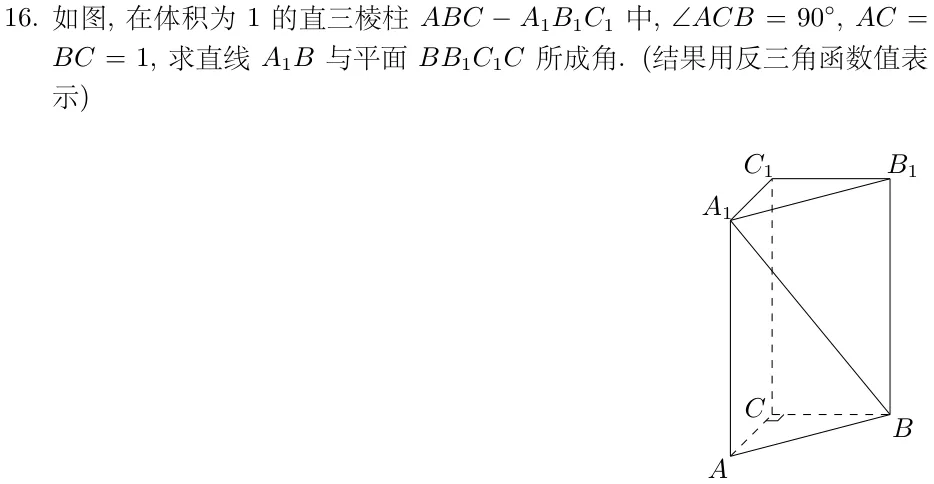 16. 如图, 在体积为 1 的直三棱柱 ABC − A₁B₁C₁ 中, ∠ACB = 90°, AC =
BC = 1, 求直线 A₁B 与平面 BB₁C₁C 所成角. (结果用反三角函数值表
示)
C₁
B₁
A₁
C
B
A